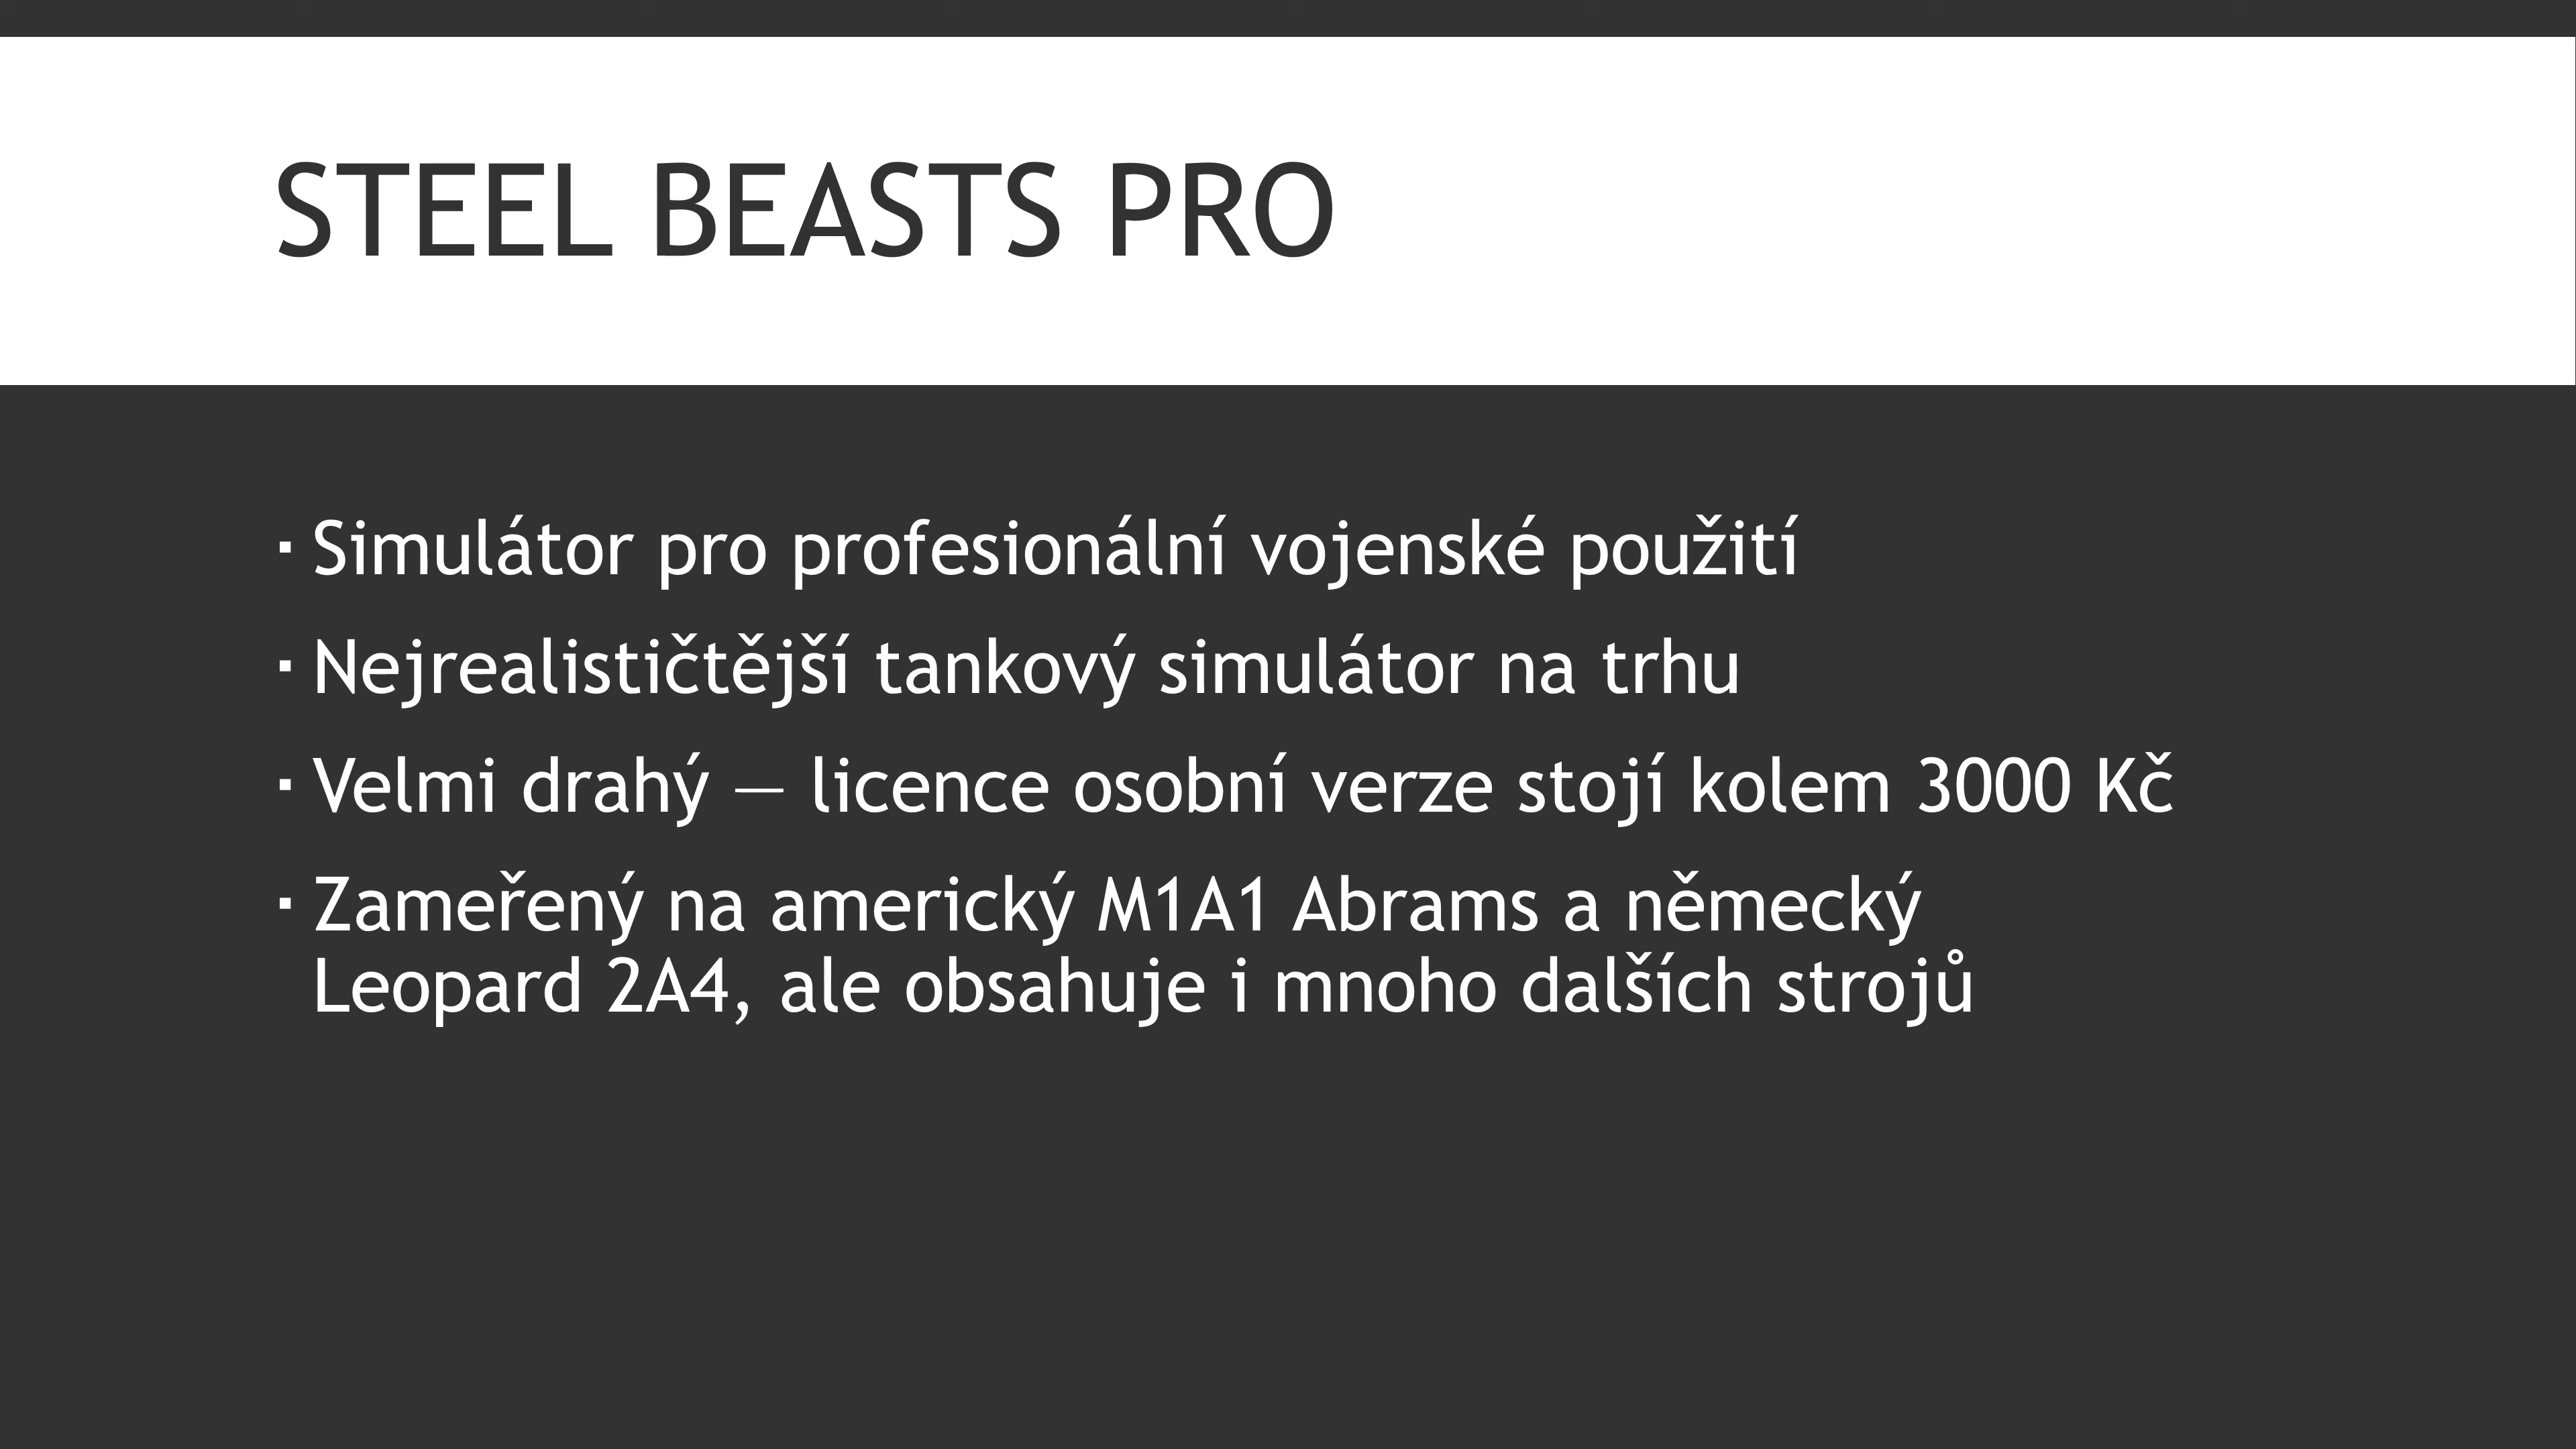 STEEL BEASTS PRO
▪ Simulátor pro profesionální vojenské použití
▪ Nejrealističtější tankový simulátor na trhu
▪ Velmi drahý — licence osobní verze stojí kolem 3000 Kč
▪ Zameřený na americký M1A1 Abrams a německý
Leopard 2A4, ale obsahuje i mnoho dalších strojů